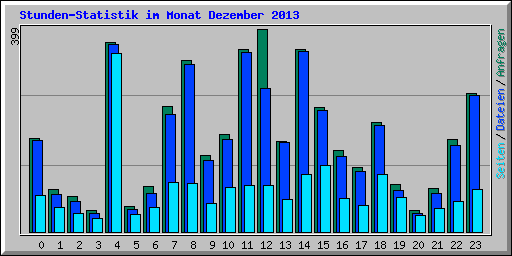 Stunden-Statistik im Monat Dezember 2013
399
Seiten / Dateien / Anfragen
0 1 2 3 4 5 6 7 8 9 10 11 12 13 14 15 16 17 18 19 20 21 22 23